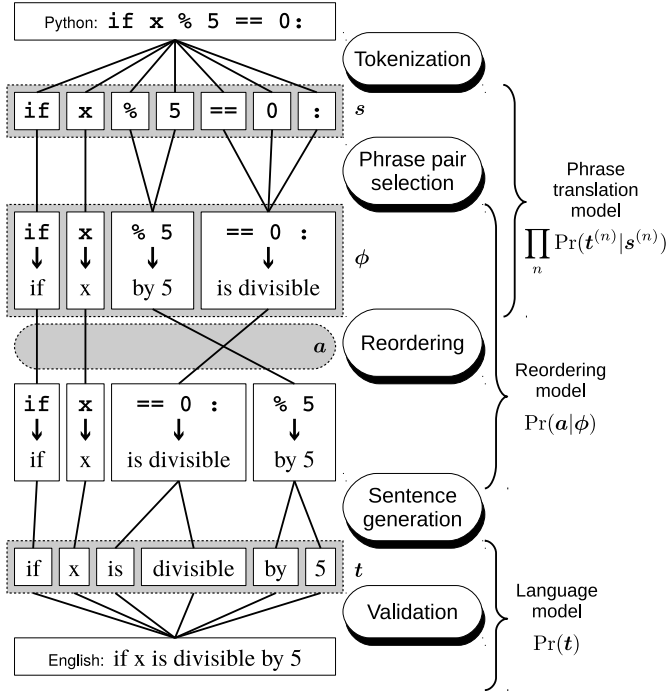 Python: if x % 5 == 0:
Tokenization
if x % 5 == 0 :
s
Phrase pair
selection
Phrase
translation
model
∏ₙ Pr(t⁽ⁿ⁾|s⁽ⁿ⁾)
if x % 5 == 0 :
↓ ↓ ↓ ↓
if x by 5 is divisible
ϕ
a
Reordering
Reordering
model
Pr(a|ϕ)
if x == 0 : % 5
↓ ↓ ↓ ↓
if x is divisible by 5
Sentence
generation
if x is divisible by 5
t
Validation
Language
model
Pr(t)
English: if x is divisible by 5